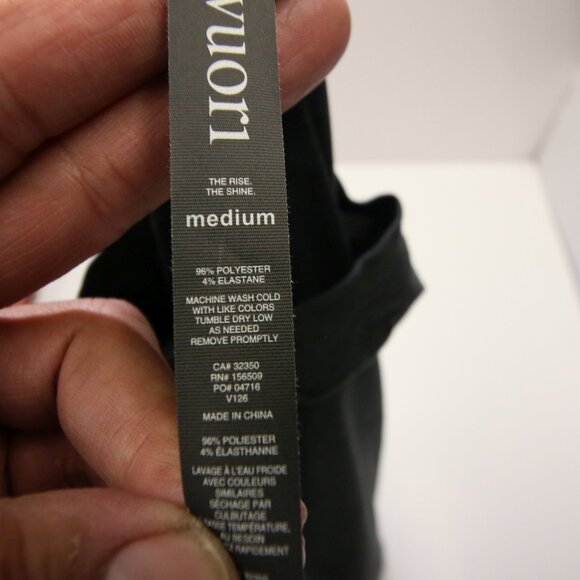 vuori
THE RISE.
THE SHINE.
medium
96% POLYESTER
4% ELASTANE
MACHINE WASH COLD
WITH LIKE COLORS
TUMBLE DRY LOW
AS NEEDED
REMOVE PROMPTLY
CA# 32350
RN# 156509
PO# 04716
V126
MADE IN CHINA
96% POLIESTER
4% ÉLASTHANNE
LAVAGE À L'EAU FROIDE
AVEC COULEURS
SIMILAIRES
SÉCHAGE PAR
CULBUTAGE
TEMPÉRATURE,
AU BESOIN
RAPIDEMENT